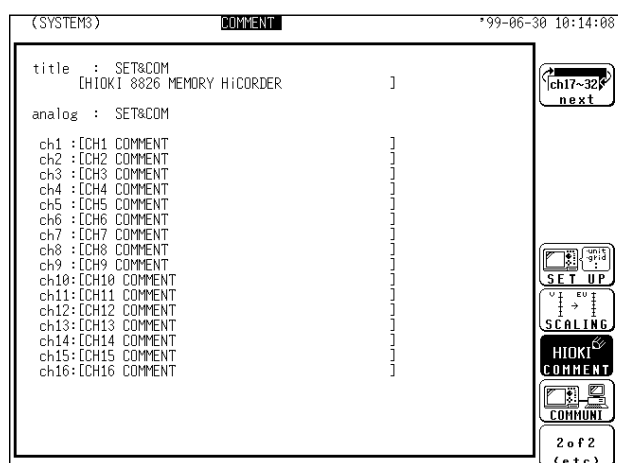 (SYSTEM3) COMMENT '99-06-30 10:14:08
title : SET&COM
[HIOKI 8826 MEMORY HiCORDER ]
analog : SET&COM
ch1 :[CH1 COMMENT ]
ch2 :[CH2 COMMENT ]
ch3 :[CH3 COMMENT ]
ch4 :[CH4 COMMENT ]
ch5 :[CH5 COMMENT ]
ch6 :[CH6 COMMENT ]
ch7 :[CH7 COMMENT ]
ch8 :[CH8 COMMENT ]
ch9 :[CH9 COMMENT ]
ch10:[CH10 COMMENT ]
ch11:[CH11 COMMENT ]
ch12:[CH12 COMMENT ]
ch13:[CH13 COMMENT ]
ch14:[CH14 COMMENT ]
ch15:[CH15 COMMENT ]
ch16:[CH16 COMMENT ]
ch17~32
next
unit
grid
SET UP
V EU
SCALING
HIOKI
COMMENT
COMMUNI
2of2
(etc)